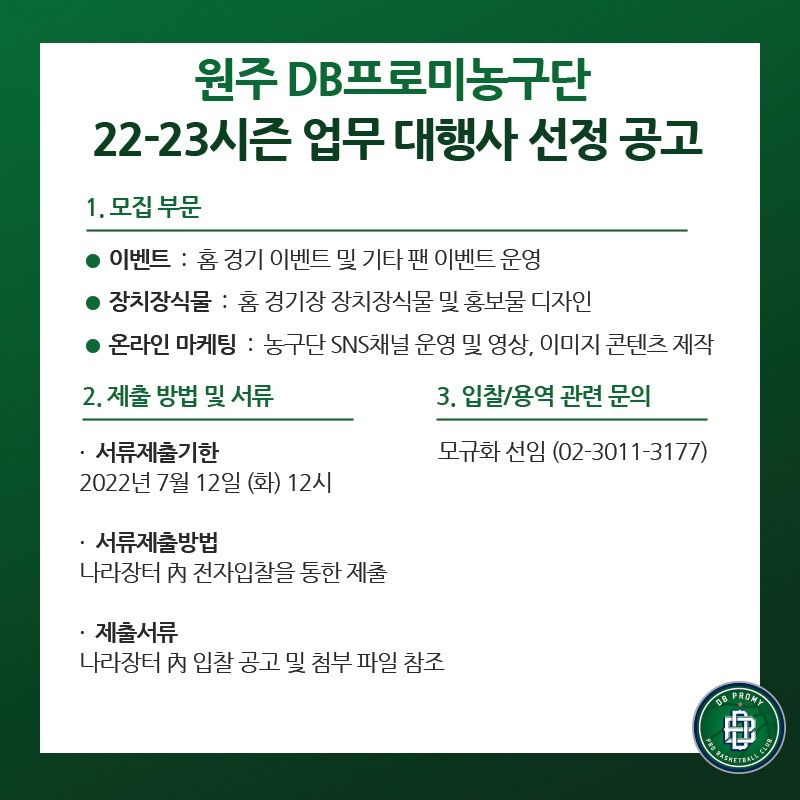 원주 DB프로미농구단
22-23시즌 업무 대행사 선정 공고
1. 모집 부문
● 이벤트 : 홈 경기 이벤트 및 기타 팬 이벤트 운영
● 장치장식물 : 홈 경기장 장치장식물 및 홍보물 디자인
● 온라인 마케팅 : 농구단 SNS채널 운영 및 영상, 이미지 콘텐츠 제작
2. 제출 방법 및 서류
· 서류제출기한
2022년 7월 12일 (화) 12시
· 서류제출방법
나라장터 內 전자입찰을 통한 제출
· 제출서류
나라장터 內 입찰 공고 및 첨부 파일 참조
3. 입찰/용역 관련 문의
모규화 선임 (02-3011-3177)
DB PROMY
DB
PRO BASKETBALL CLUB